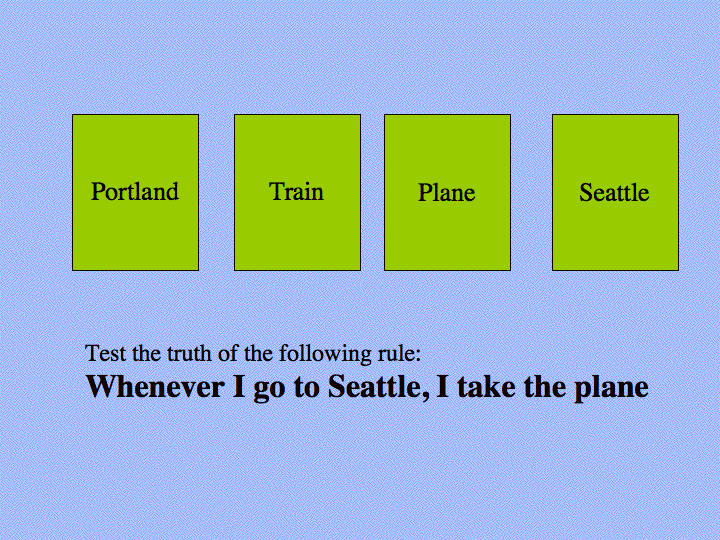 Portland Train Plane Seattle
Test the truth of the following rule:
Whenever I go to Seattle, I take the plane